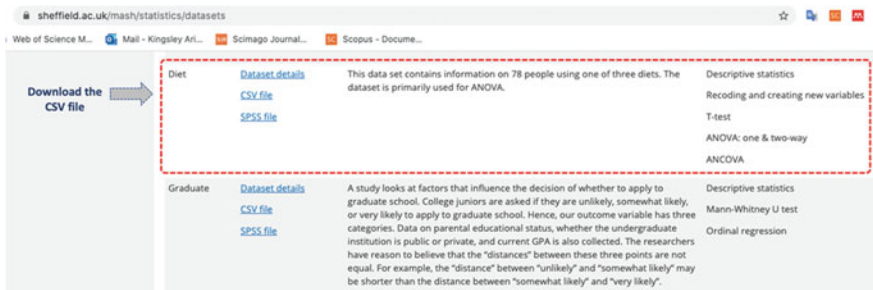 sheffield.ac.uk/mash/statistics/datasets
Web of Science M... Mail - Kingsley Ari... Scimago Journal... SC Scopus - Docume...
Download the
CSV file
Diet
Dataset details
CSV file
SPSS file
This data set contains information on 78 people using one of three diets. The
dataset is primarily used for ANOVA.
Descriptive statistics
Recoding and creating new variables
T-test
ANOVA: one & two-way
ANCOVA
Graduate
Dataset details
CSV file
SPSS file
A study looks at factors that influence the decision of whether to apply to
graduate school. College juniors are asked if they are unlikely, somewhat likely,
or very likely to apply to graduate school. Hence, our outcome variable has three
categories. Data on parental educational status, whether the undergraduate
institution is public or private, and current GPA is also collected. The researchers
have reason to believe that the “distances” between these three points are not
equal. For example, the “distance” between “unlikely” and “somewhat likely” may
be shorter than the distance between “somewhat likely” and “very likely”.
Descriptive statistics
Mann-Whitney U test
Ordinal regression